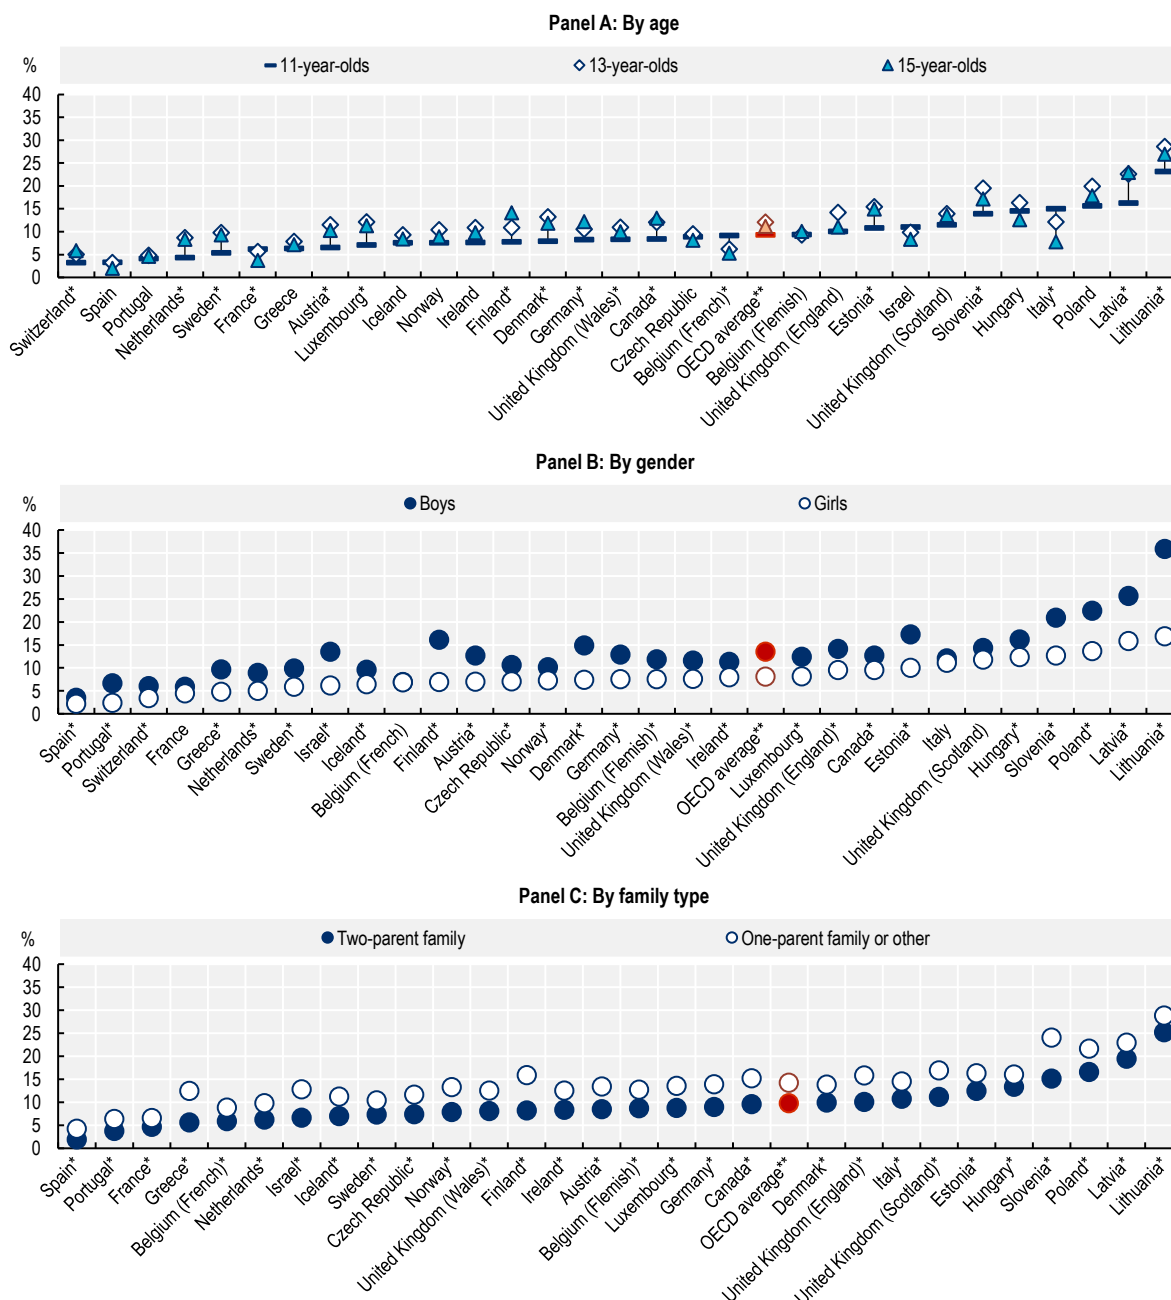 Panel A: By age
11-year-olds 13-year-olds 15-year-olds
%
40
35
30
25
20
15
10
5
0
Switzerland*
Spain
Portugal
Netherlands*
Sweden*
France*
Greece
Austria*
Luxembourg*
Iceland
Norway
Ireland
Finland*
Denmark*
Germany*
United Kingdom (Wales)*
Canada*
Czech Republic
Belgium (French)*
OECD average**
Belgium (Flemish)
United Kingdom (England)
Estonia*
Israel
United Kingdom (Scotland)
Slovenia*
Hungary
Italy*
Poland
Latvia*
Lithuania*
Panel B: By gender
Boys Girls
%
40
35
30
25
20
15
10
5
0
Spain*
Portugal*
Switzerland*
France
Greece*
Netherlands*
Sweden*
Israel*
Iceland*
Belgium (French)
Finland*
Austria*
Czech Republic*
Norway*
Denmark*
Germany*
Belgium (Flemish)*
United Kingdom (Wales)*
Ireland*
OECD average**
Luxembourg
United Kingdom (England)*
Canada*
Estonia*
Italy
United Kingdom (Scotland)
Hungary*
Slovenia*
Poland*
Latvia*
Lithuania*
Panel C: By family type
Two-parent family One-parent family or other
%
40
35
30
25
20
15
10
5
0
Spain*
Portugal*
France*
Greece*
Belgium (French)*
Netherlands*
Israel*
Iceland*
Sweden*
Czech Republic*
Norway*
United Kingdom (Wales)*
Finland*
Ireland*
Austria*
Belgium (Flemish)*
Luxembourg*
Germany*
Canada*
OECD average**
Denmark*
United Kingdom (England)*
Italy*
United Kingdom (Scotland)*
Estonia*
Hungary*
Slovenia*
Poland*
Latvia*
Lithuania*